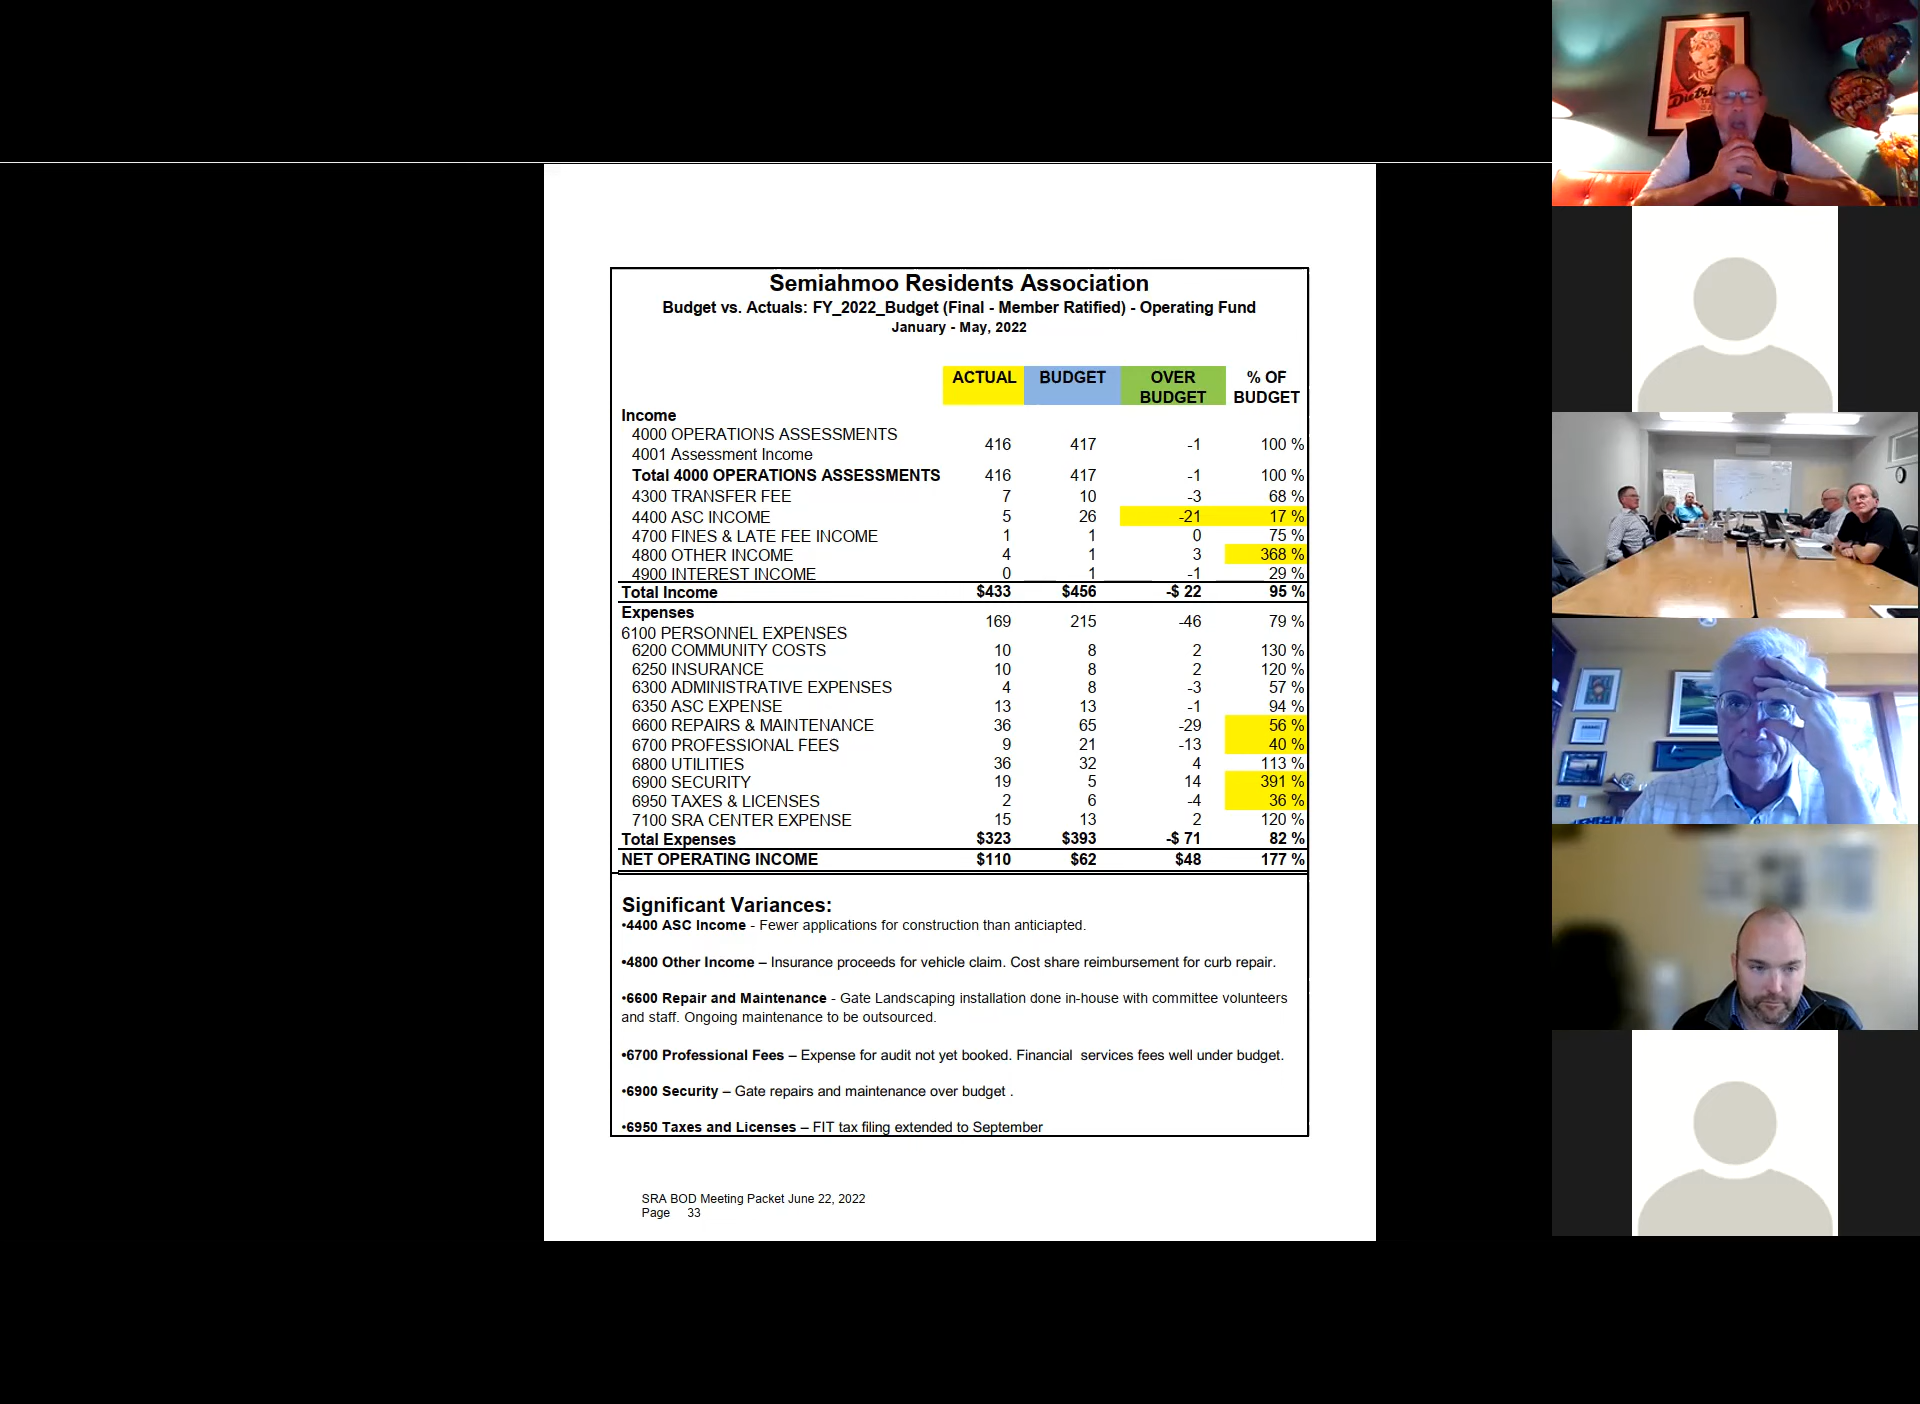 Semiahmoo Residents Association
Budget vs. Actuals: FY_2022_Budget (Final - Member Ratified) - Operating Fund
January - May, 2022
ACTUAL BUDGET OVER BUDGET % OF BUDGET
Income
4000 OPERATIONS ASSESSMENTS
4001 Assessment Income 416 417 -1 100 %
Total 4000 OPERATIONS ASSESSMENTS 416 417 -1 100 %
4300 TRANSFER FEE 7 10 -3 68 %
4400 ASC INCOME 5 26 -21 17 %
4700 FINES & LATE FEE INCOME 1 1 0 75 %
4800 OTHER INCOME 4 1 3 368 %
4900 INTEREST INCOME 0 1 -1 29 %
Total Income $433 $456 -$ 22 95 %
Expenses
6100 PERSONNEL EXPENSES 169 215 -46 79 %
6200 COMMUNITY COSTS 10 8 2 130 %
6250 INSURANCE 10 8 2 120 %
6300 ADMINISTRATIVE EXPENSES 4 8 -3 57 %
6350 ASC EXPENSE 13 13 -1 94 %
6600 REPAIRS & MAINTENANCE 36 65 -29 56 %
6700 PROFESSIONAL FEES 9 21 -13 40 %
6800 UTILITIES 36 32 4 113 %
6900 SECURITY 19 5 14 391 %
6950 TAXES & LICENSES 2 6 -4 36 %
7100 SRA CENTER EXPENSE 15 13 2 120 %
Total Expenses $323 $393 -$ 71 82 %
NET OPERATING INCOME $110 $62 $48 177 %
Significant Variances:
•4400 ASC Income - Fewer applications for construction than anticiapted.
•4800 Other Income – Insurance proceeds for vehicle claim. Cost share reimbursement for curb repair.
•6600 Repair and Maintenance - Gate Landscaping installation done in-house with committee volunteers
and staff. Ongoing maintenance to be outsourced.
•6700 Professional Fees – Expense for audit not yet booked. Financial services fees well under budget.
•6900 Security – Gate repairs and maintenance over budget .
•6950 Taxes and Licenses – FIT tax filing extended to September
SRA BOD Meeting Packet June 22, 2022
Page 33